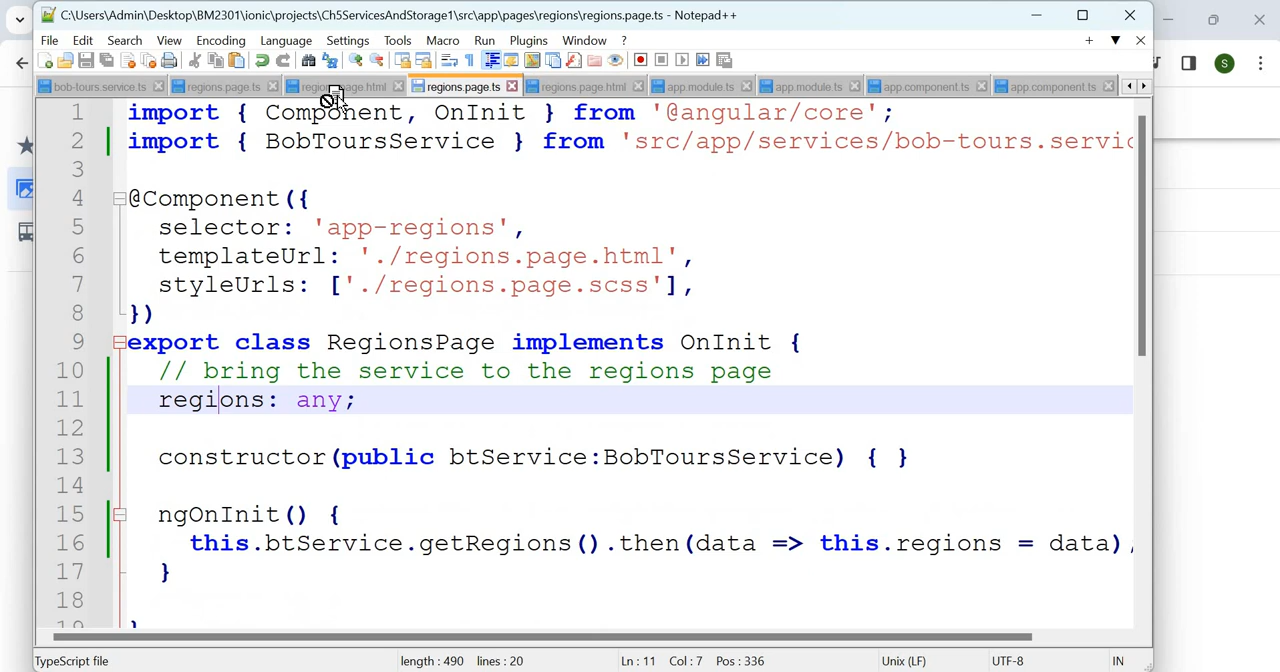 C:\Users\Admin\Desktop\BM2301\ionic\projects\Ch5ServicesAndStorage1\src\app\pages\regions\regions.page.ts - Notepad++
File Edit Search View Encoding Language Settings Tools Macro Run Plugins Window ?
bob-tours.service.ts regions page.ts regions page.html regions.page.ts regions page.html app.module.ts app.module.ts app.component.ts app.component.ts
1 import { Component, OnInit } from '@angular/core';
2 import { BobToursService } from 'src/app/services/bob-tours.servic
3
4 @Component({
5 selector: 'app-regions',
6 templateUrl: './regions.page.html',
7 styleUrls: ['./regions.page.scss'],
8 })
9 export class RegionsPage implements OnInit {
10 // bring the service to the regions page
11 regions: any;
12
13 constructor(public btService:BobToursService) { }
14
15 ngOnInit() {
16 this.btService.getRegions().then(data => this.regions = data)
17 }
18
19 }
TypeScript file length : 490 lines : 20 Ln : 11 Col : 7 Pos : 336 Unix (LF) UTF-8 IN
S